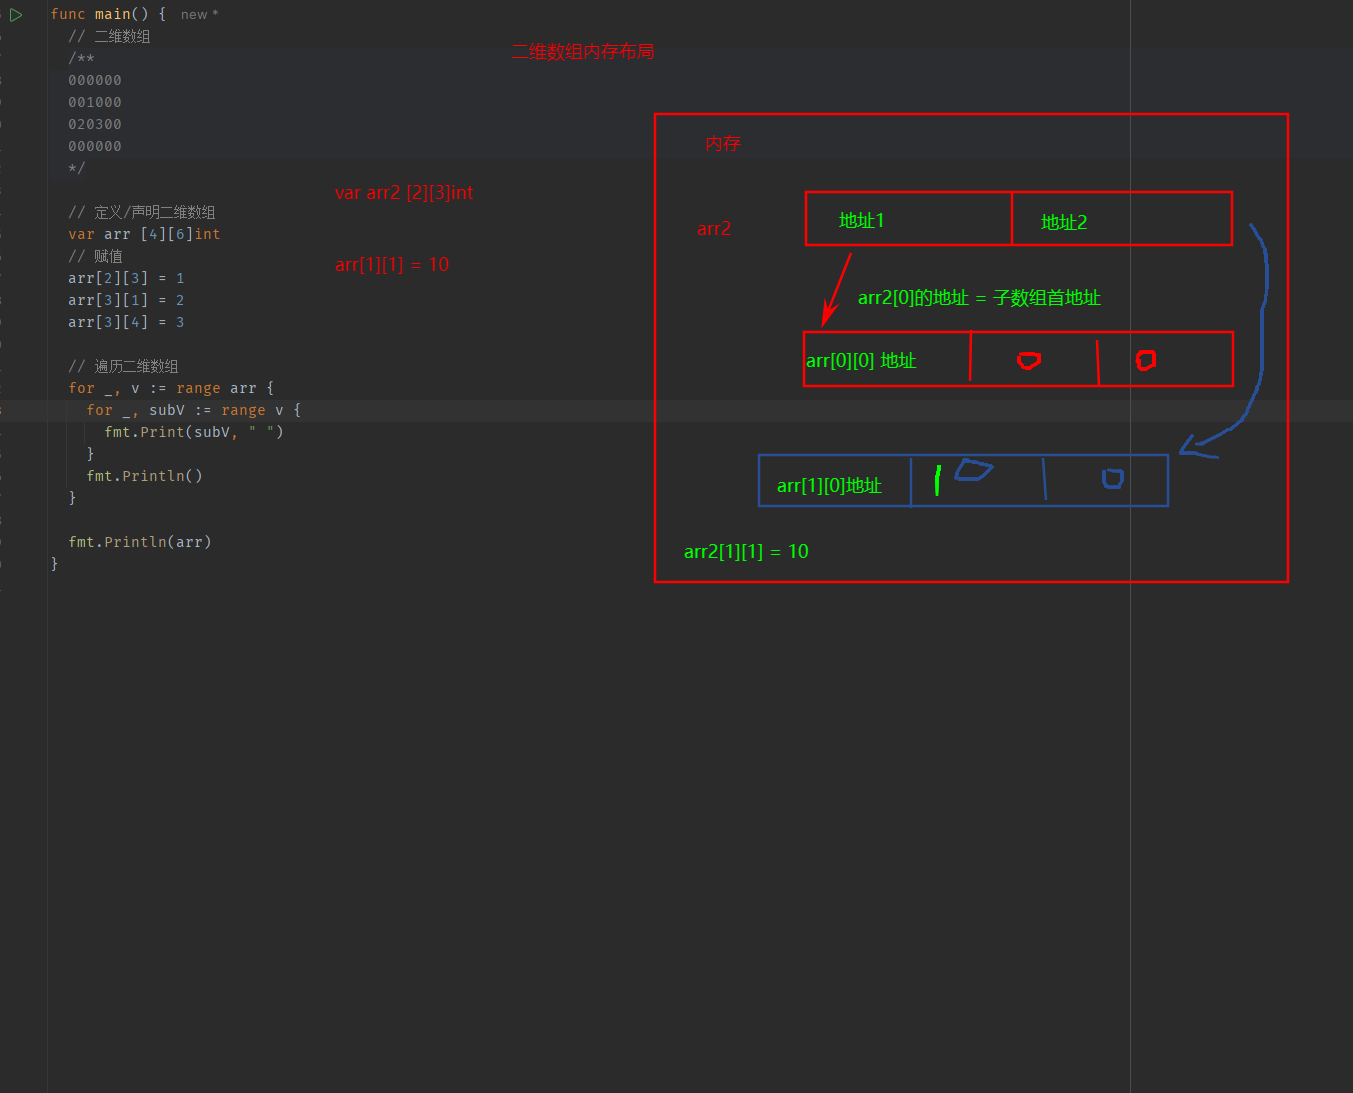 func main() { new *
// 二维数组
/**
000000
001000
020300
000000
*/
// 定义/声明二维数组
var arr [4][6]int
// 赋值
arr[2][3] = 1
arr[3][1] = 2
arr[3][4] = 3
// 遍历二维数组
for _, v := range arr {
for _, subV := range v {
fmt.Print(subV, " ")
}
fmt.Println()
}
fmt.Println(arr)
}
二维数组内存布局
var arr2 [2][3]int
arr[1][1] = 10
内存
arr2
地址1
地址2
arr2[0]的地址 = 子数组首地址
arr[0][0] 地址
0
0
arr[1][0]地址
1
0
0
arr2[1][1] = 10